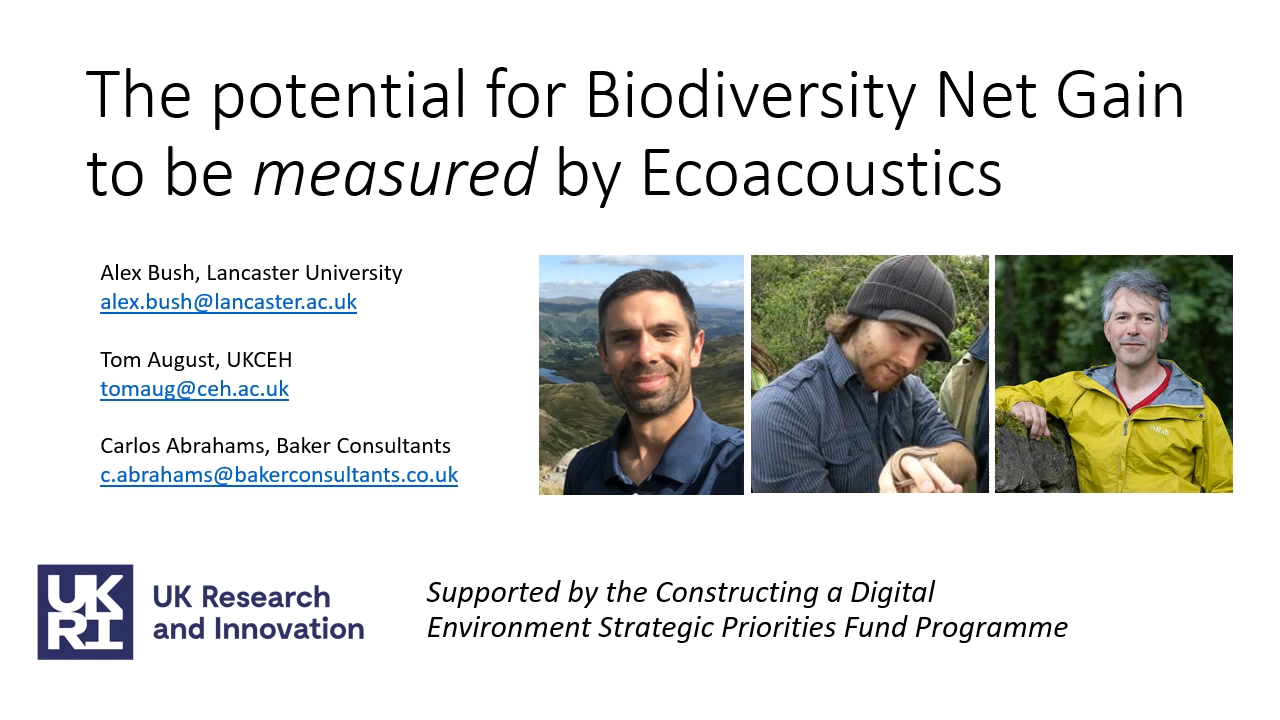 The potential for Biodiversity Net Gain
to be measured by Ecoacoustics
Alex Bush, Lancaster University
alex.bush@lancaster.ac.uk
Tom August, UKCEH
tomaug@ceh.ac.uk
Carlos Abrahams, Baker Consultants
c.abrahams@bakerconsultants.co.uk
Rab
UK
RI
UK Research
and Innovation
Supported by the Constructing a Digital
Environment Strategic Priorities Fund Programme